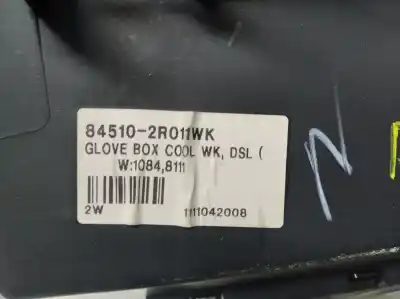 84510-2R011WK
GLOVE BOX COOL WK, DSL (
W:1084,8111
2W 1111042008
N